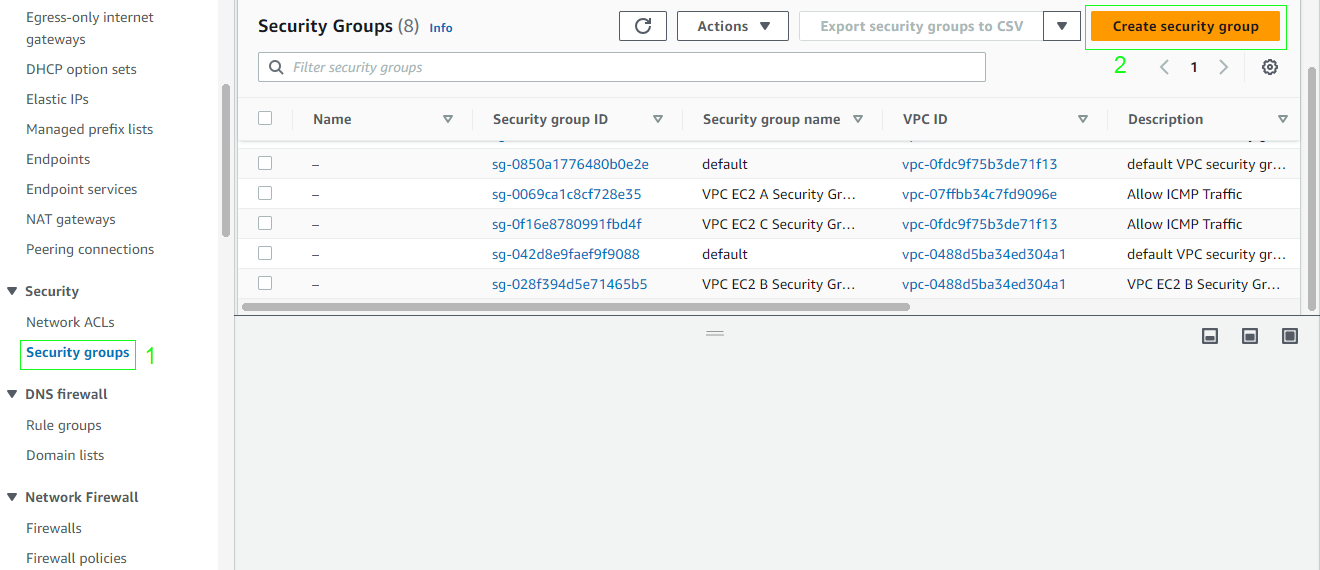 Egress-only internet
gateways
DHCP option sets
Elastic IPs
Managed prefix lists
Endpoints
Endpoint services
NAT gateways
Peering connections
Security
Network ACLs
Security groups 1
DNS firewall
Rule groups
Domain lists
Network Firewall
Firewalls
Firewall policies
Security Groups (8) Info Actions Export security groups to CSV Create security group
Filter security groups 2 1
Name Security group ID Security group name VPC ID Description
– sg-0850a1776480b0e2e default vpc-0fdc9f75b3de71f13 default VPC security gr...
– sg-0069ca1c8cf728e35 VPC EC2 A Security Gr... vpc-07ffbb34c7fd9096e Allow ICMP Traffic
– sg-0f16e8780991fbd4f VPC EC2 C Security Gr... vpc-0fdc9f75b3de71f13 Allow ICMP Traffic
– sg-042d8e9faef9f9088 default vpc-0488d5ba34ed304a1 default VPC security gr...
– sg-028f394d5e71465b5 VPC EC2 B Security Gr... vpc-0488d5ba34ed304a1 VPC EC2 B Security Gr...